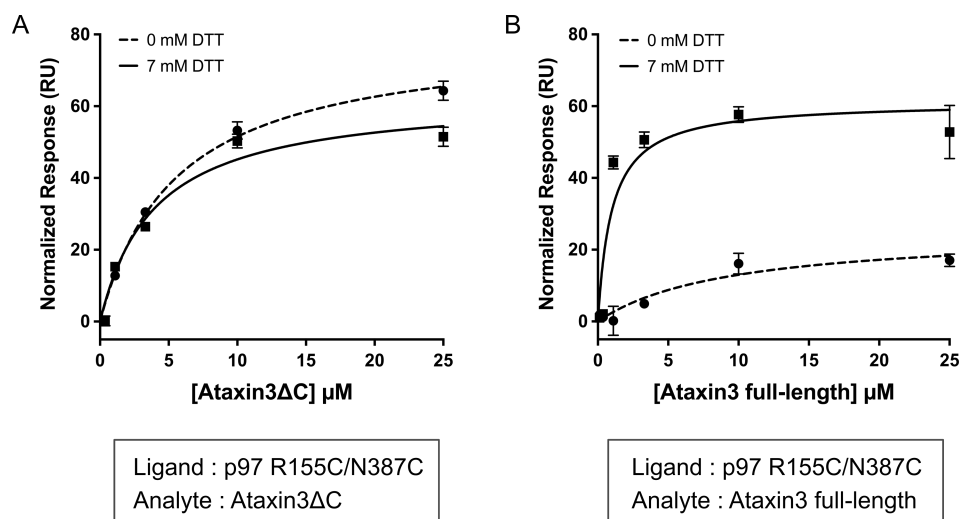 A
0 mM DTT
7 mM DTT
Normalized Response (RU)
80
60
40
20
0
0 5 10 15 20 25
[Ataxin3ΔC] µM
Ligand : p97 R155C/N387C
Analyte : Ataxin3ΔC
B
0 mM DTT
7 mM DTT
Normalized Response (RU)
80
60
40
20
0
0 5 10 15 20 25
[Ataxin3 full-length] µM
Ligand : p97 R155C/N387C
Analyte : Ataxin3 full-length